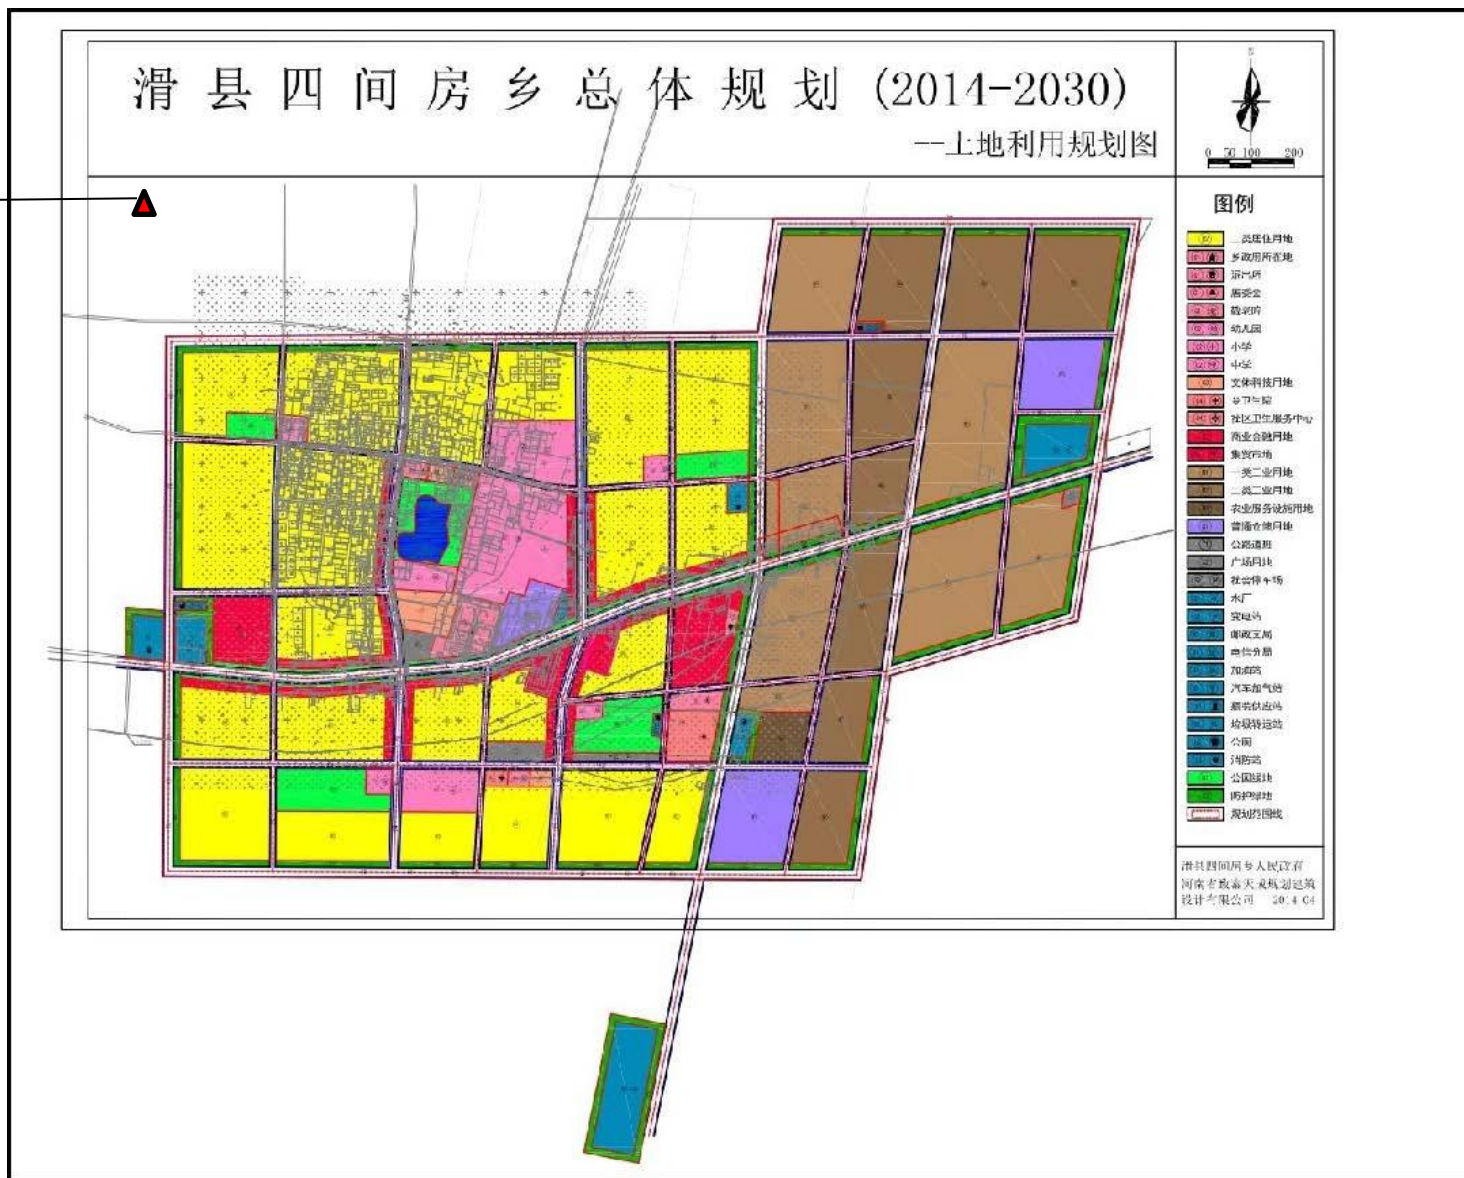 滑县四间房乡总体规划(2014-2030)
--土地利用规划图
0 50 100 200
图例
二类居住用地
乡政府所在地
派出所
居委会
敬老院
幼儿园
小学
中学
文体科技用地
乡卫生院
社区卫生服务中心
商业金融用地
集贸市场
一类工业用地
二类工业用地
农业服务设施用地
普通仓储用地
公路道班
广场用地
社会停车场
水厂
变电站
邮政支局
电信分局
加油站
汽车加气站
燃气供应站
垃圾转运站
公厕
消防站
公园绿地
防护绿地
规划范围线
滑县四间房乡人民政府
设计有限公司 2014.04